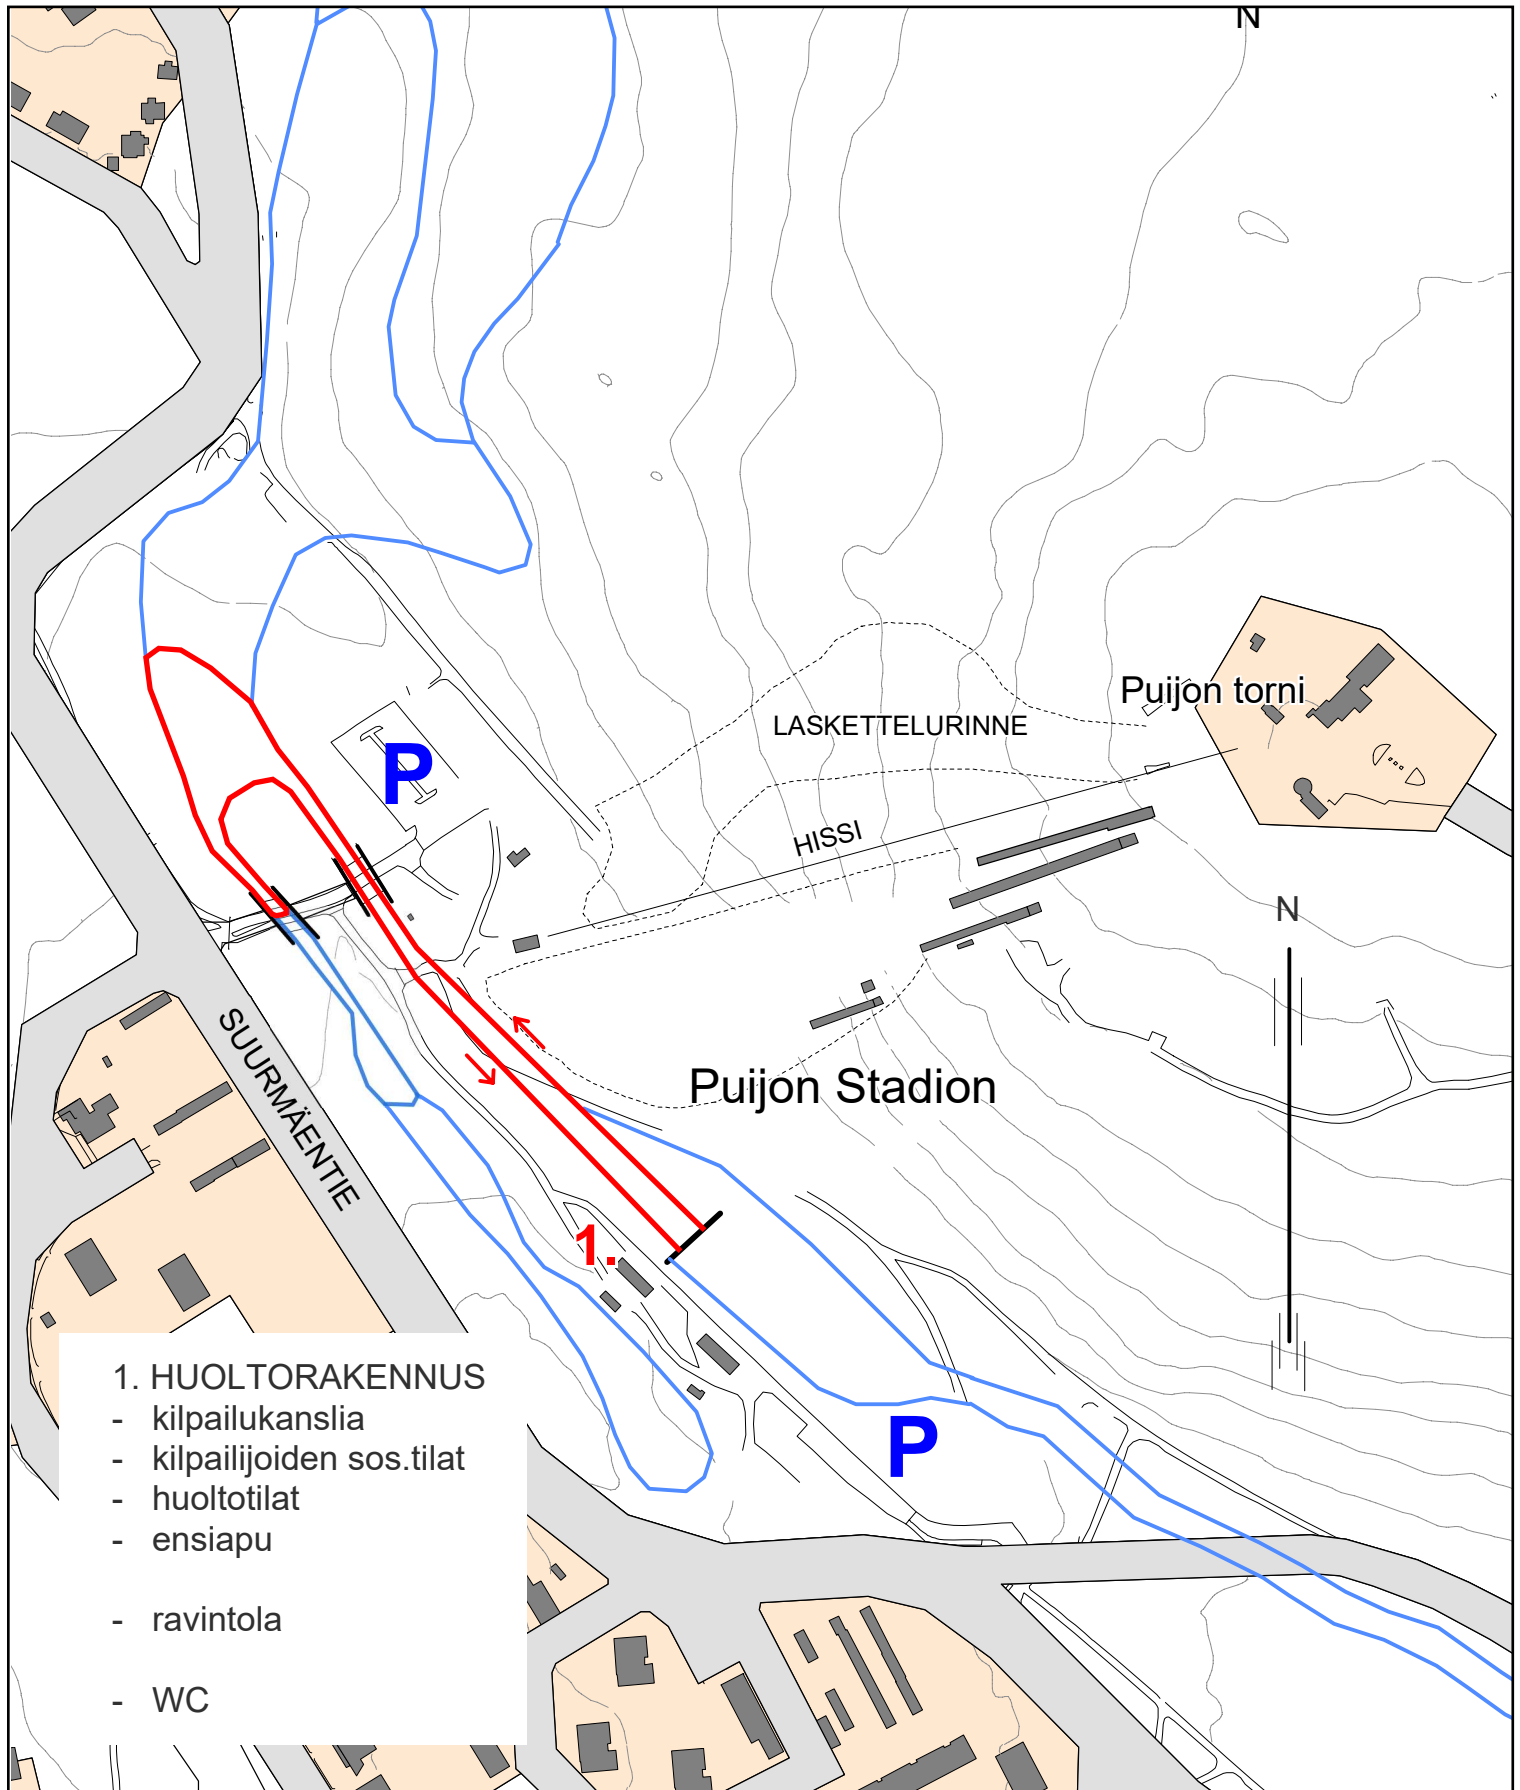 N
Puijon torni
LASKETTELURINNE
P
HISSI
N
SUURMÄENTIE
Puijon Stadion
1.
P
1. HUOLTORAKENNUS
- kilpailukanslia
- kilpailijoiden sos.tilat
- huoltotilat
- ensiapu
- ravintola
- WC